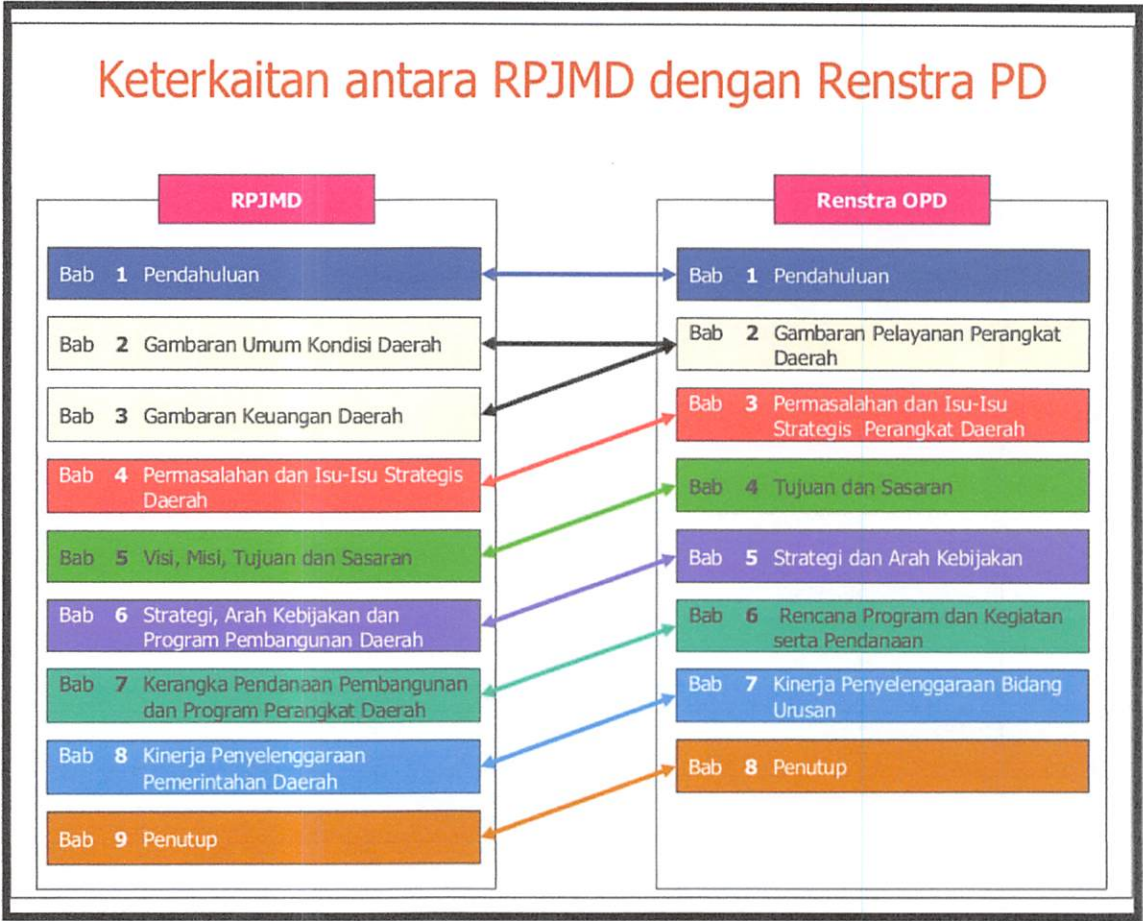 Keterkaitan antara RPJMD dengan Renstra PD
RPJMD
Bab 1 Pendahuluan
Bab 2 Gambaran Umum Kondisi Daerah
Bab 3 Gambaran Keuangan Daerah
Bab 4 Permasalahan dan Isu-Isu Strategis
Daerah
Bab 5 Visi, Misi, Tujuan dan Sasaran
Bab 6 Strategi, Arah Kebijakan dan
Program Pembangunan Daerah
Bab 7 Kerangka Pendanaan Pembangunan
dan Program Perangkat Daerah
Bab 8 Kinerja Penyelenggaraan
Pemerintahan Daerah
Bab 9 Penutup
Renstra OPD
Bab 1 Pendahuluan
Bab 2 Gambaran Pelayanan Perangkat
Daerah
Bab 3 Permasalahan dan Isu-Isu
Strategis Perangkat Daerah
Bab 4 Tujuan dan Sasaran
Bab 5 Strategi dan Arah Kebijakan
Bab 6 Rencana Program dan Kegiatan
serta Pendanaan
Bab 7 Kinerja Penyelenggaraan Bidang
Urusan
Bab 8 Penutup